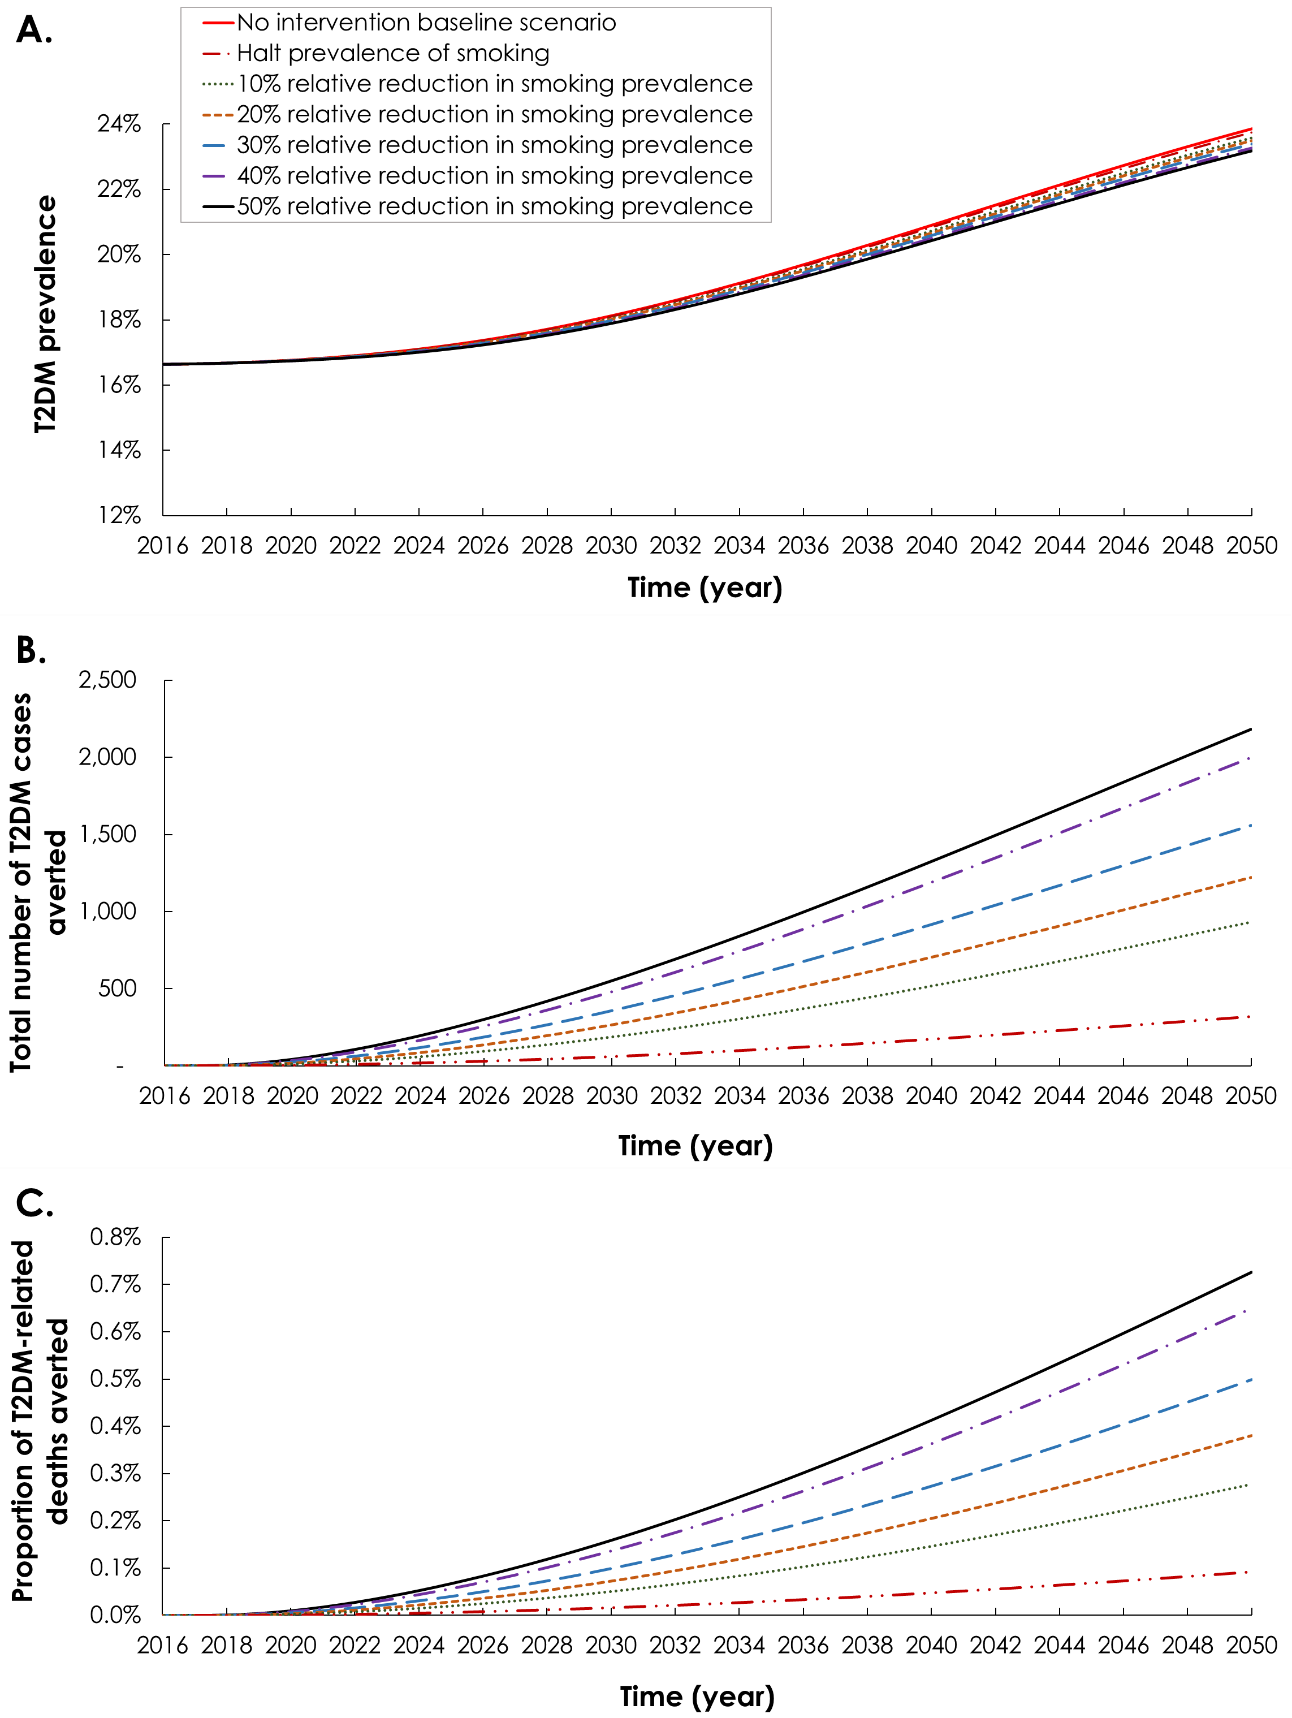 A.
No intervention baseline scenario
Halt prevalence of smoking
10% relative reduction in smoking prevalence
20% relative reduction in smoking prevalence
30% relative reduction in smoking prevalence
40% relative reduction in smoking prevalence
50% relative reduction in smoking prevalence
T2DM prevalence
24%
22%
20%
18%
16%
14%
12%
2016 2018 2020 2022 2024 2026 2028 2030 2032 2034 2036 2038 2040 2042 2044 2046 2048 2050
Time (year)
B.
Total number of T2DM cases
averted
2,500
2,000
1,500
1,000
500
-
2016 2018 2020 2022 2024 2026 2028 2030 2032 2034 2036 2038 2040 2042 2044 2046 2048 2050
Time (year)
C.
Proportion of T2DM-related
deaths averted
0.8%
0.7%
0.6%
0.5%
0.4%
0.3%
0.2%
0.1%
0.0%
2016 2018 2020 2022 2024 2026 2028 2030 2032 2034 2036 2038 2040 2042 2044 2046 2048 2050
Time (year)